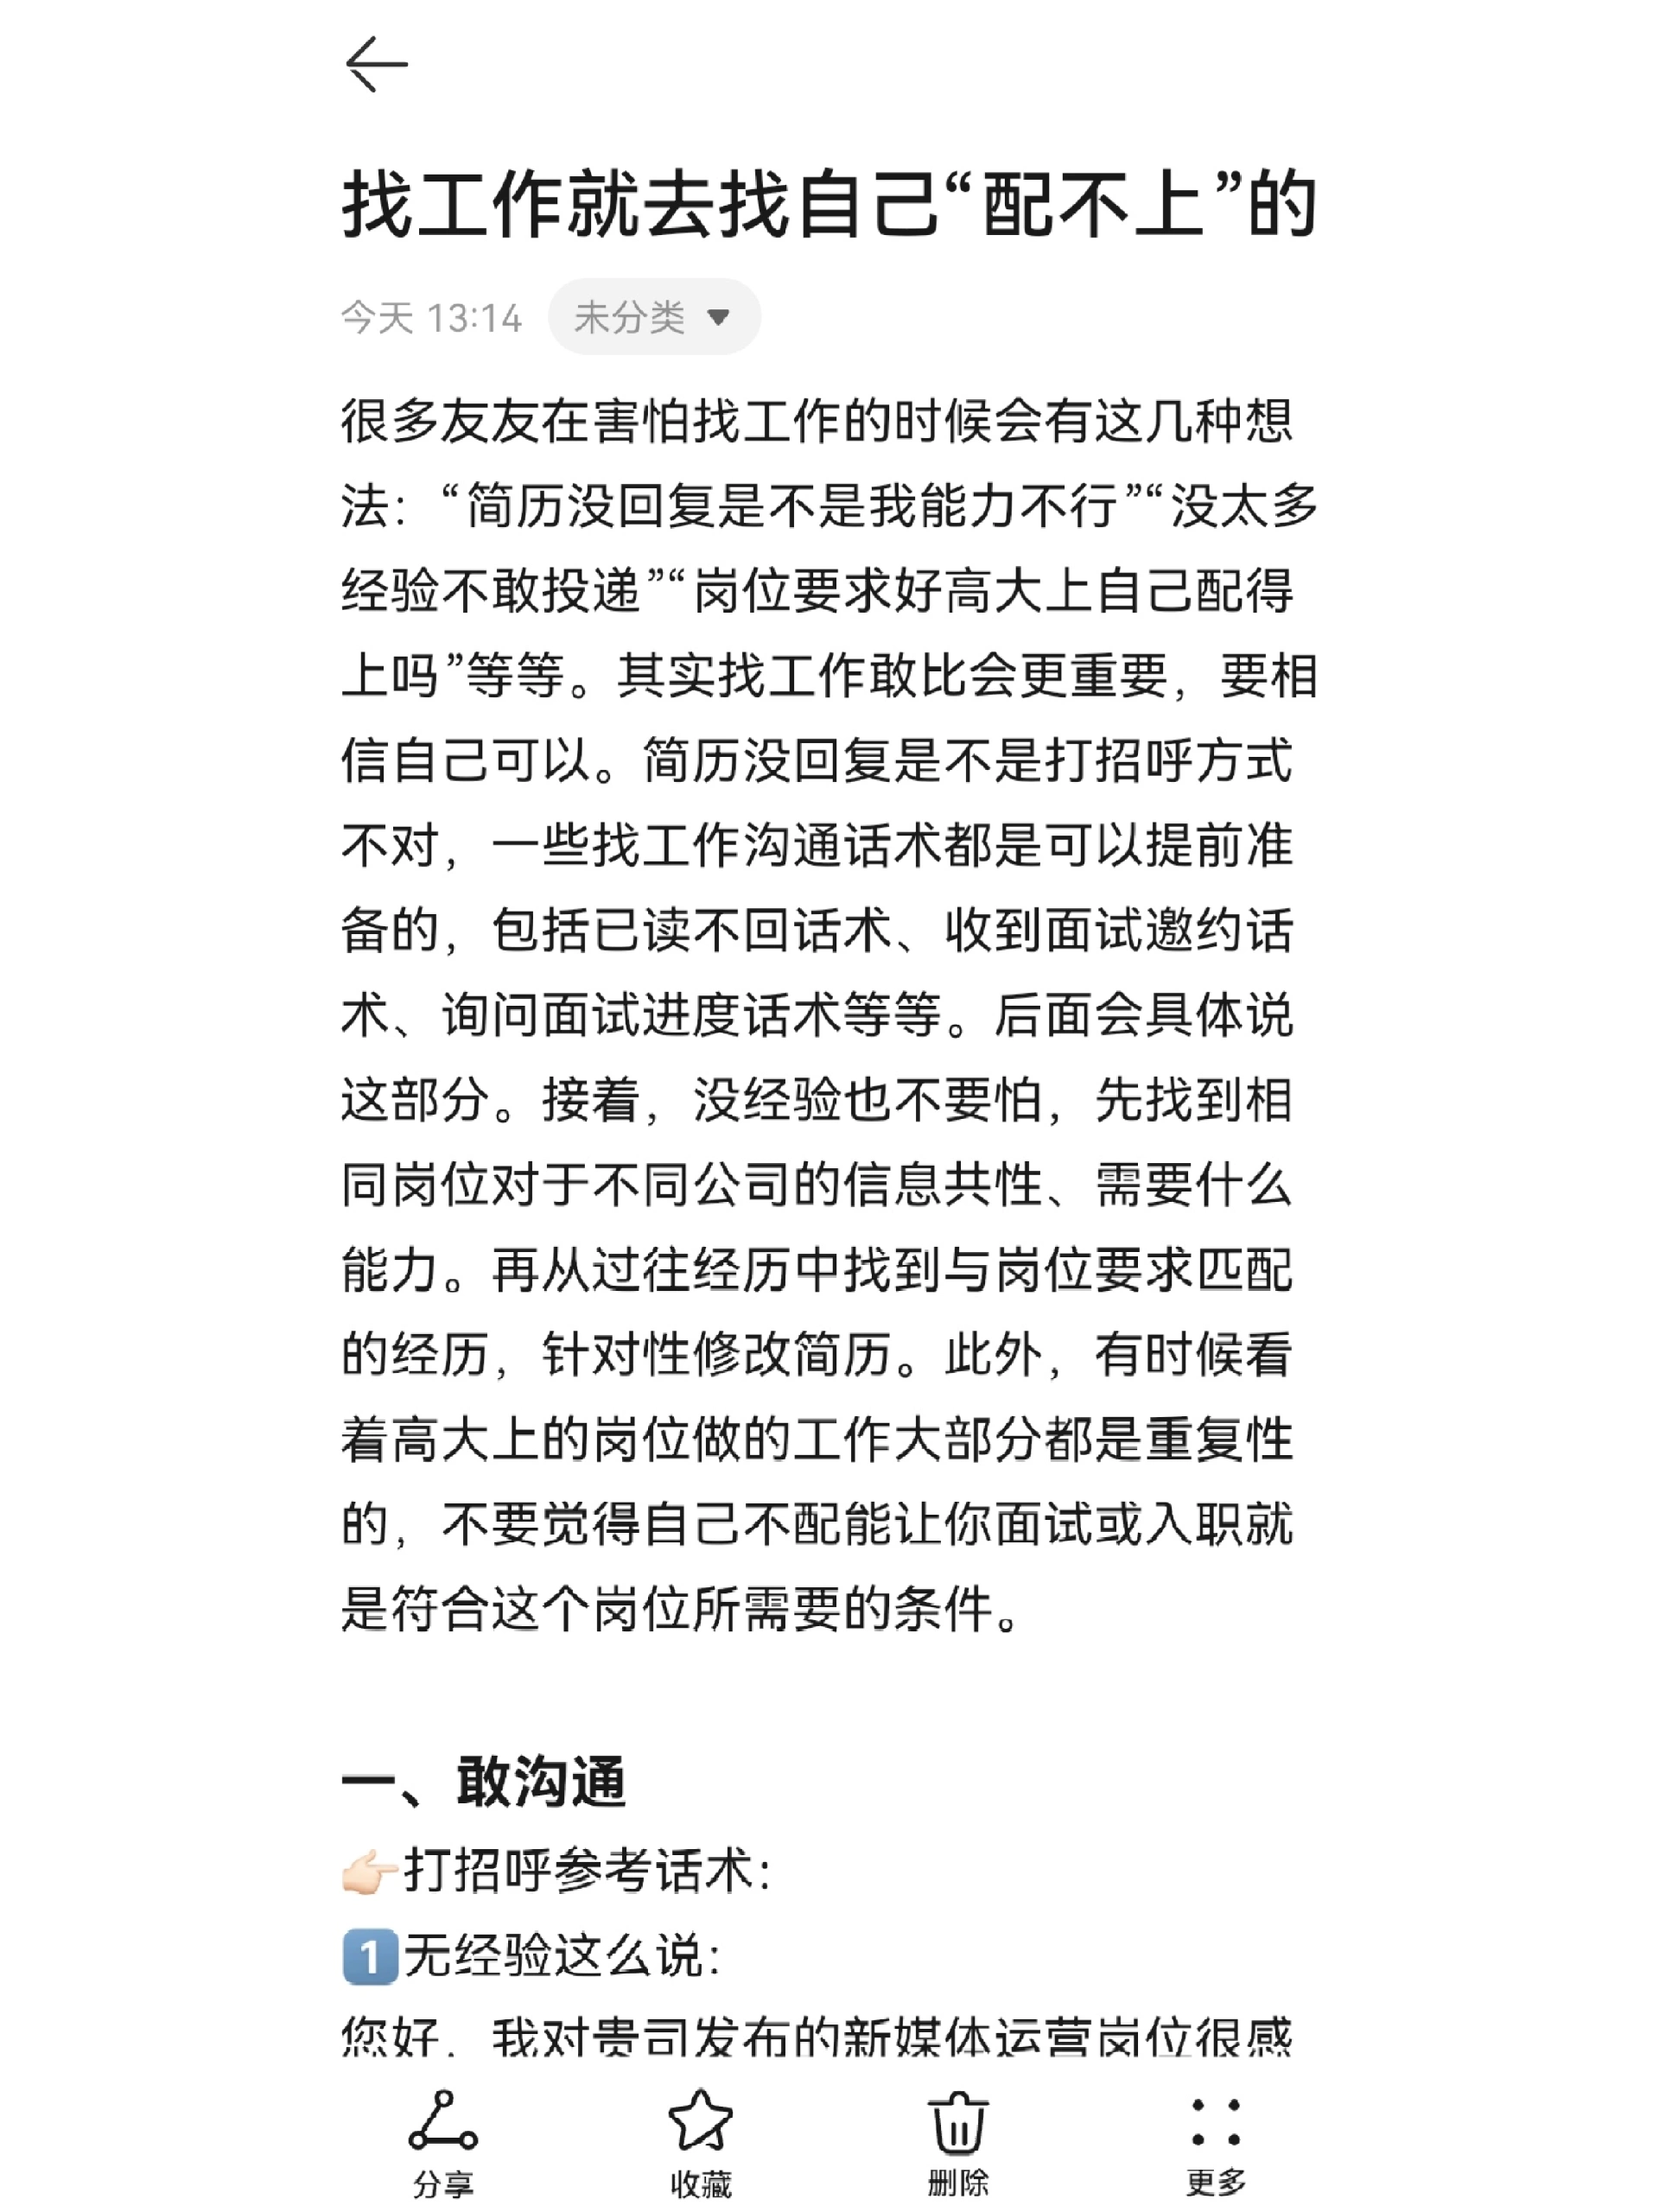 找工作就去找自己“配不上”的
今天 13:14 未分类
很多友友在害怕找工作的时候会有这几种想
法：“简历没回复是不是我能力不行”“没太多
经验不敢投递”“岗位要求好高大上自己配得
上吗”等等。其实找工作敢比会更重要，要相
信自己可以。简历没回复是不是打招呼方式
不对，一些找工作沟通话术都是可以提前准
备的，包括已读不回话术、收到面试邀约话
术、询问面试进度话术等等。后面会具体说
这部分。接着，没经验也不要怕，先找到相
同岗位对于不同公司的信息共性、需要什么
能力。再从过往经历中找到与岗位要求匹配
的经历，针对性修改简历。此外，有时候看
着高大上的岗位做的工作大部分都是重复性
的，不要觉得自己不配能让你面试或入职就
是符合这个岗位所需要的条件。
一、敢沟通
👉🏻打招呼参考话术：
1️⃣无经验这么说：
您好，我对贵司发布的新媒体运营岗位很感
分享 收藏 删除 更多